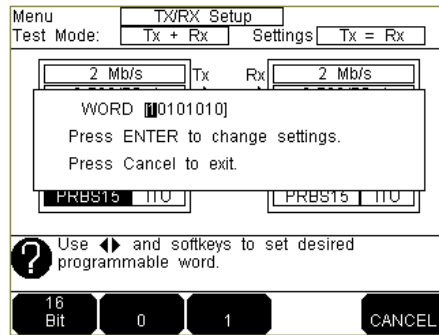 Menu TX/RX Setup
Test Mode: Tx + Rx Settings Tx = Rx
2 Mb/s Tx Rx 2 Mb/s
WORD [10101010]
Press ENTER to change settings.
Press Cancel to exit.
PRBS15 ITU PRBS15 ITU
Use ◀▶ and softkeys to set desired
programmable word.
16
Bit 0 1 CANCEL